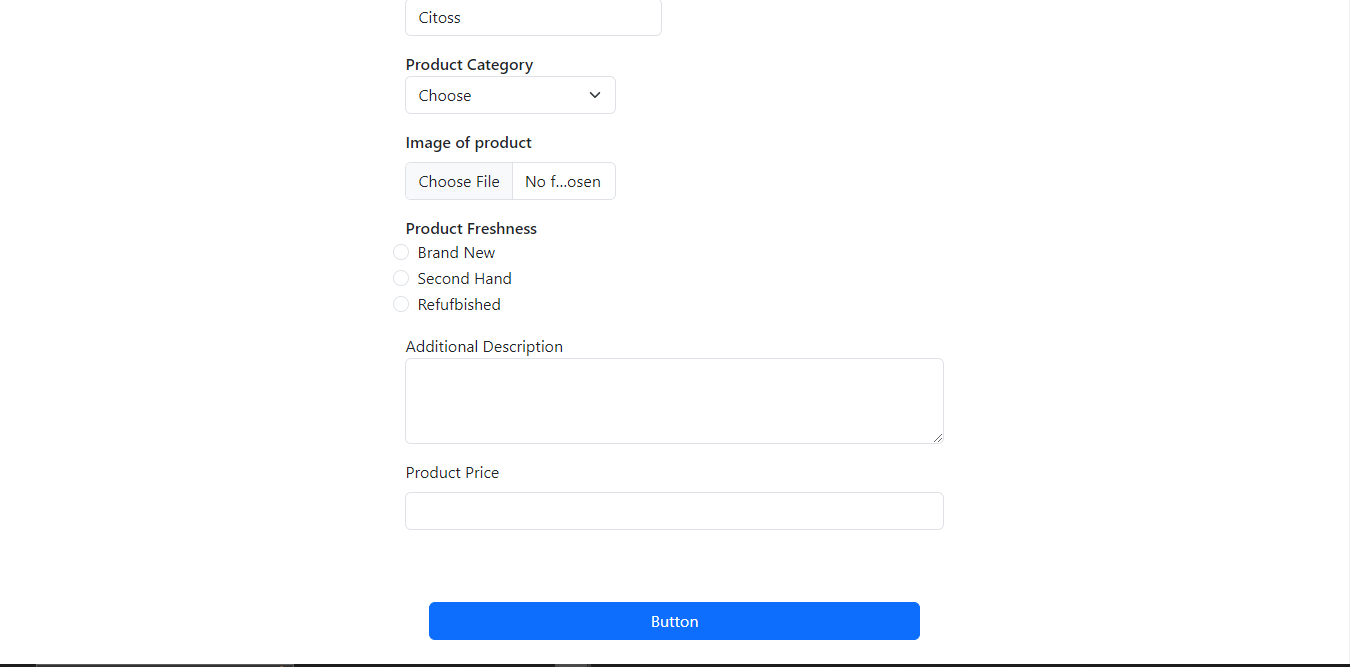 Citoss
Product Category
Choose
Image of product
Choose File No f...osen
Product Freshness
Brand New
Second Hand
Refufbished
Additional Description
Product Price
Button